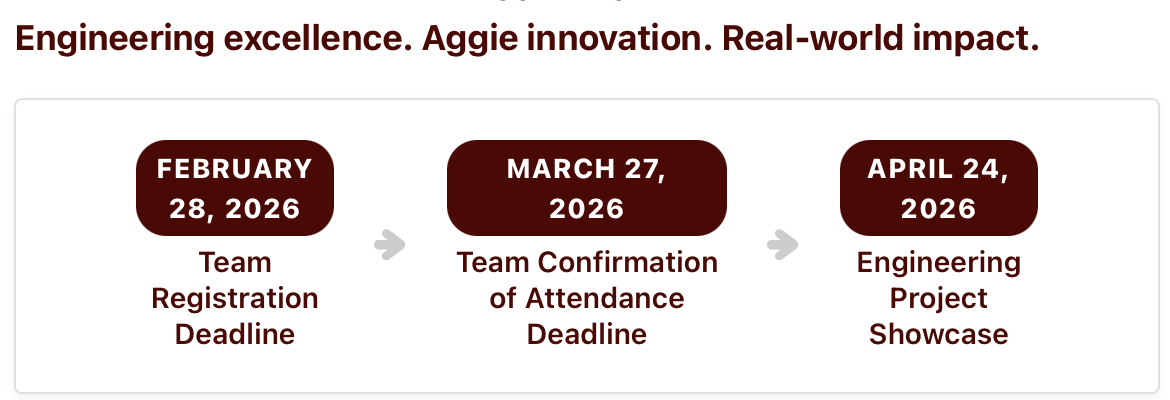 Engineering excellence. Aggie innovation. Real-world impact.
FEBRUARY
28, 2026
Team
Registration
Deadline
MARCH 27,
2026
Team Confirmation
of Attendance
Deadline
APRIL 24,
2026
Engineering
Project
Showcase